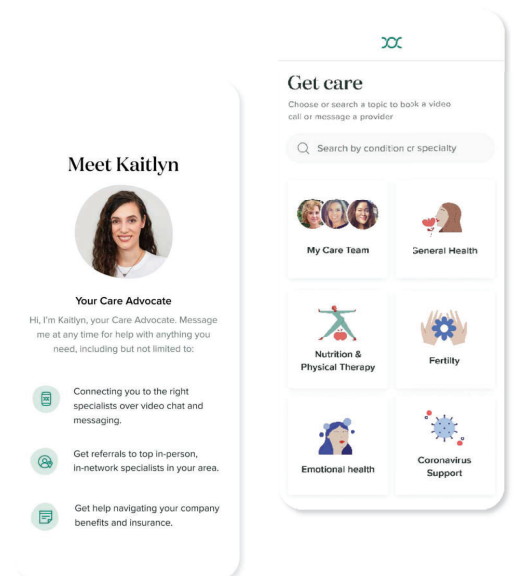 Meet Kaitlyn
Your Care Advocate
Hi, I'm Kaitlyn, your Care Advocate. Message
me at any time for help with anything you
need, including but not limited to:
Connecting you to the right
specialists over video chat and
messaging.
Get referrals to top in-person,
in-network specialists in your area.
Get help navigating your company
benefits and insurance.
Get care
Choose or search a topic to book a video
call or message a provider
Search by condition or specialty
My Care Team
General Health
Nutrition &
Physical Therapy
Fertilty
Emotional health
Coronavirus
Support